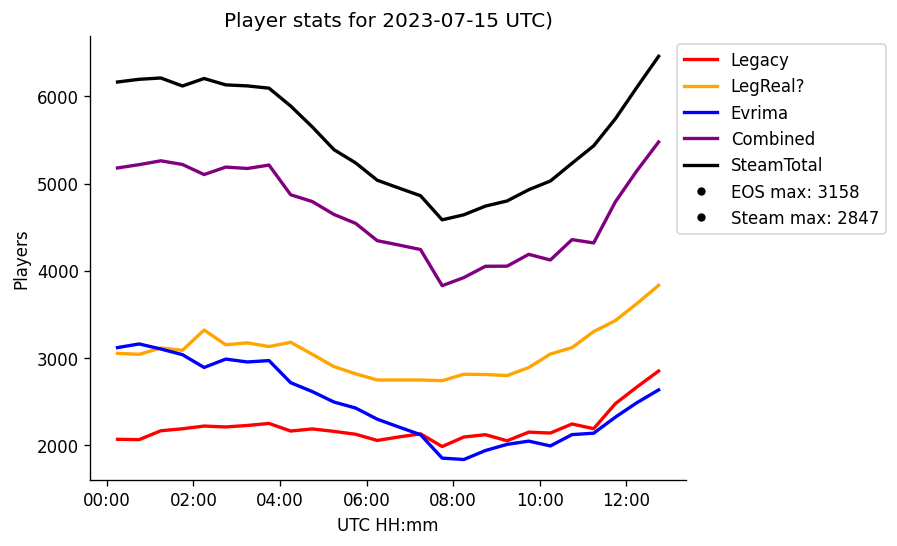 Player stats for 2023-07-15 UTC)
Players
6000
5000
4000
3000
2000
00:00 02:00 04:00 06:00 08:00 10:00 12:00
UTC HH:mm
Legacy
LegReal?
Evrima
Combined
SteamTotal
EOS max: 3158
Steam max: 2847